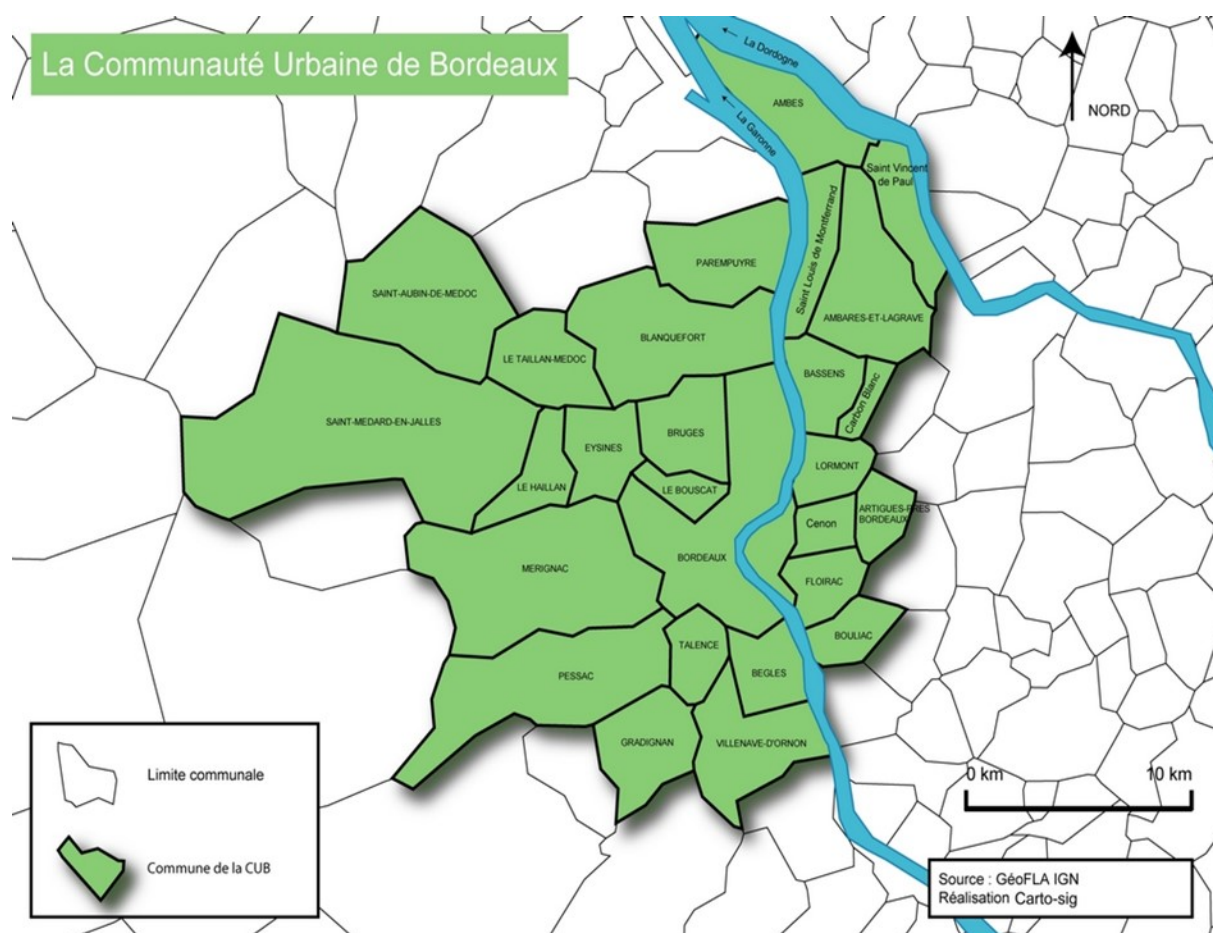 La Communauté Urbaine de Bordeaux
La Dordogne
La Garonne
NORD
AMBES
Saint Vincent
de Paul
Saint Louis de Montferrand
PAREMPUYRE
SAINT-AUBIN-DE-MEDOC
AMBARES-ET-LAGRAVE
BLANQUEFORT
LE TAILLAN-MEDOC
BASSENS
Carbon Blanc
SAINT-MEDARD-EN-JALLES
BRUGES
EYSINES
LORMONT
LE HAILLAN
LE BOUSCAT
ARTIGUES-PRES
BORDEAUX
Cenon
BORDEAUX
MERIGNAC
FLOIRAC
BOULIAC
TALENCE
BEGLES
PESSAC
GRADIGNAN
VILLENAVE-D'ORNON
0 km
10 km
Limite communale
Commune de la CUB
Source : GéoFLA IGN
Réalisation Carto-sig